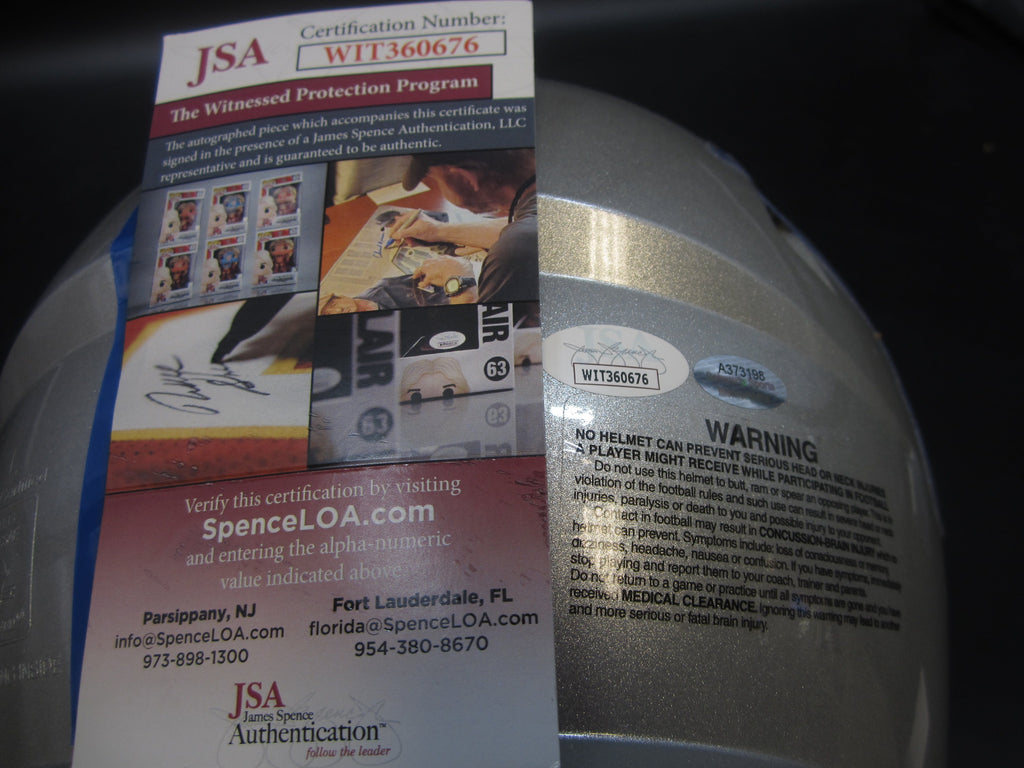 JSA
Certification Number:
WIT360676
The Witnessed Protection Program
The autographed piece which accompanies this certificate was
signed in the presence of a James Spence Authentication, LLC
representative and is guaranteed to be authentic.
AIR
63
LAIR
63
Verify this certification by visiting
SpenceLOA.com
and entering the alpha-numeric
value indicated above
Parsippany, NJ
info@SpenceLOA.com
973-898-1300
Fort Lauderdale, FL
florida@SpenceLOA.com
954-380-8670
JSA
James Spence
Authentication™
follow the leader
WIT360676
A373198
WARNING
NO HELMET CAN PREVENT SERIOUS HEAD OR NECK INJURIES
A PLAYER MIGHT RECEIVE WHILE PARTICIPATING IN FOOTBALL.
Do not use this helmet to butt, ram or spear an opposing player. This is in
violation of the football rules and such use can result in severe head or neck
injuries, paralysis or death to you and possible injury to your opponent.
Contact in football may result in CONCUSSION-BRAIN INJURY which no
helmet can prevent. Symptoms include: loss of consciousness or memory,
dizziness, headache, nausea or confusion. If you have symptoms, immediately
stop playing and report them to your coach, trainer and parents.
Do not return to a game or practice until all symptoms are gone and you have
received MEDICAL CLEARANCE. Ignoring this warning may lead to another
and more serious or fatal brain injury.